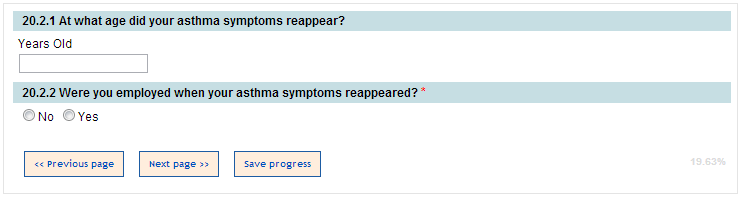 20.2.1 At what age did your asthma symptoms reappear?
Years Old
20.2.2 Were you employed when your asthma symptoms reappeared? *
No Yes
<< Previous page Next page >> Save progress 19.63%